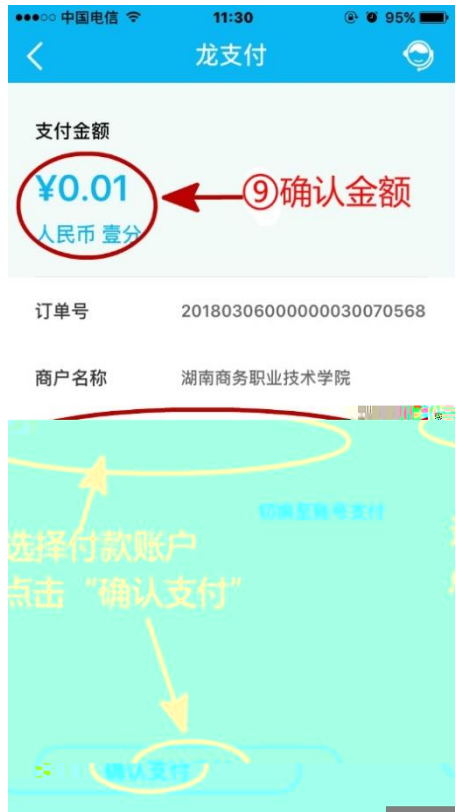 中国电信 11:30 95%
龙支付
支付金额
¥0.01
⑨确认金额
人民币 壹分
订单号 20180306000000030070568
商户名称 湖南商务职业技术学院
切换至账号支付
选择付款账户
点击“确认支付”
确认支付